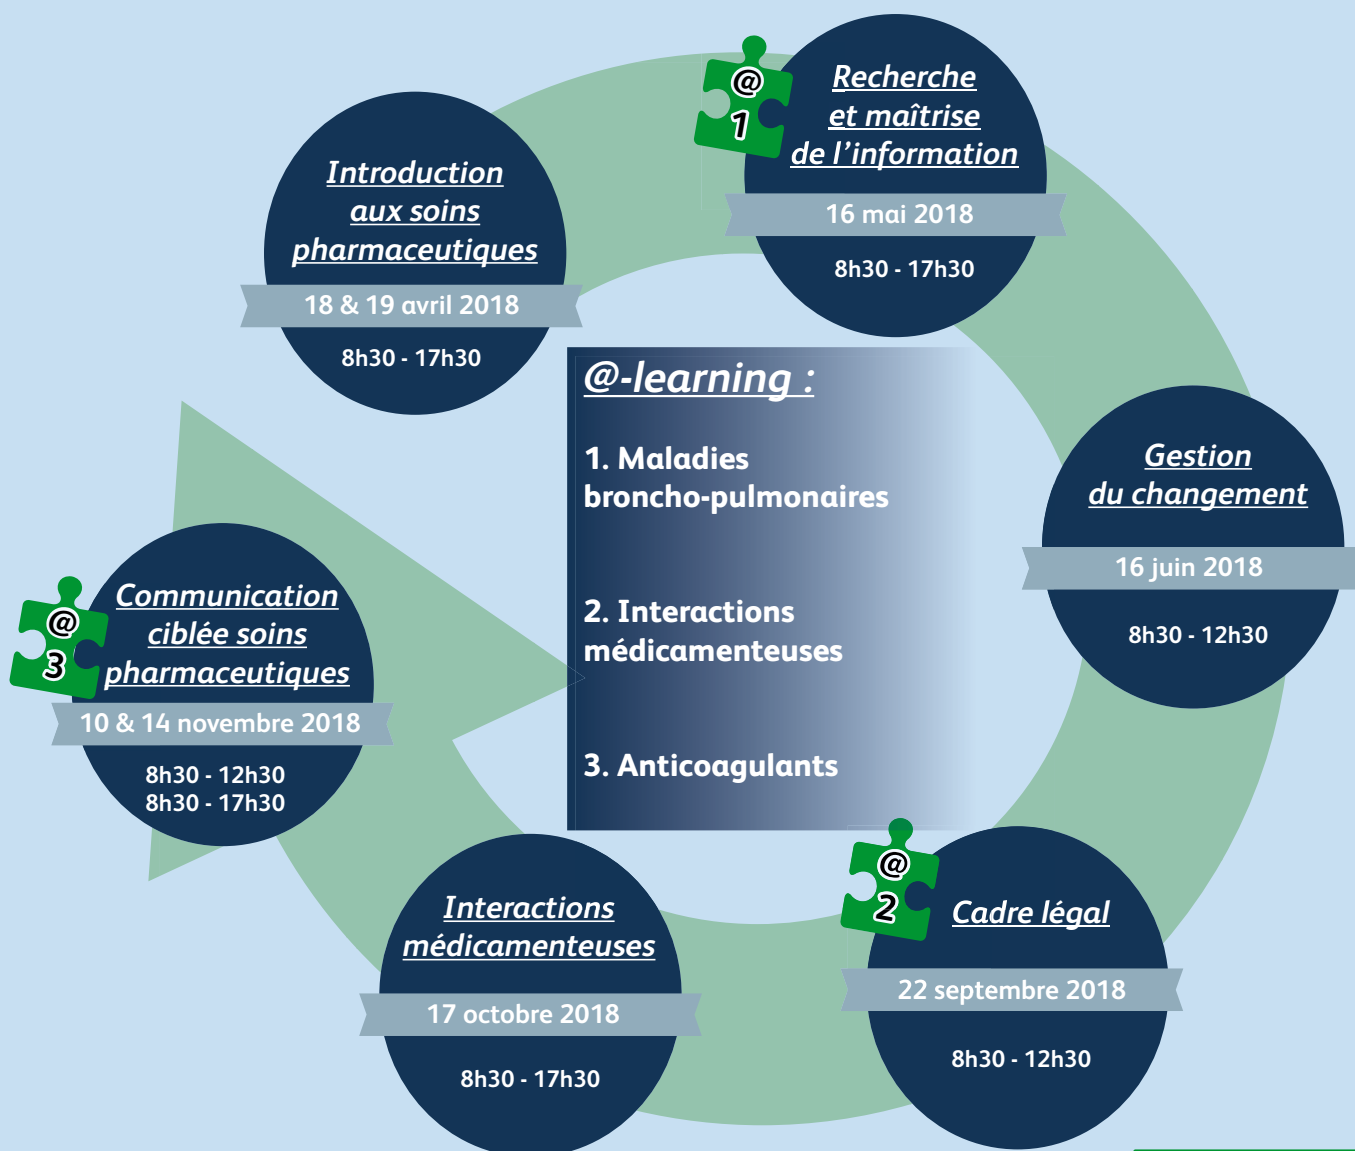 Introduction
aux soins
pharmaceutiques
18 & 19 avril 2018
8h30 - 17h30
@
1
Recherche
et maîtrise
de l'information
16 mai 2018
8h30 - 17h30
Gestion
du changement
16 juin 2018
8h30 - 12h30
@
2
Cadre légal
22 septembre 2018
8h30 - 12h30
Interactions
médicamenteuses
17 octobre 2018
8h30 - 17h30
@
3
Communication
ciblée soins
pharmaceutiques
10 & 14 novembre 2018
8h30 - 12h30
8h30 - 17h30
@-learning :
1. Maladies
broncho-pulmonaires
2. Interactions
médicamenteuses
3. Anticoagulants